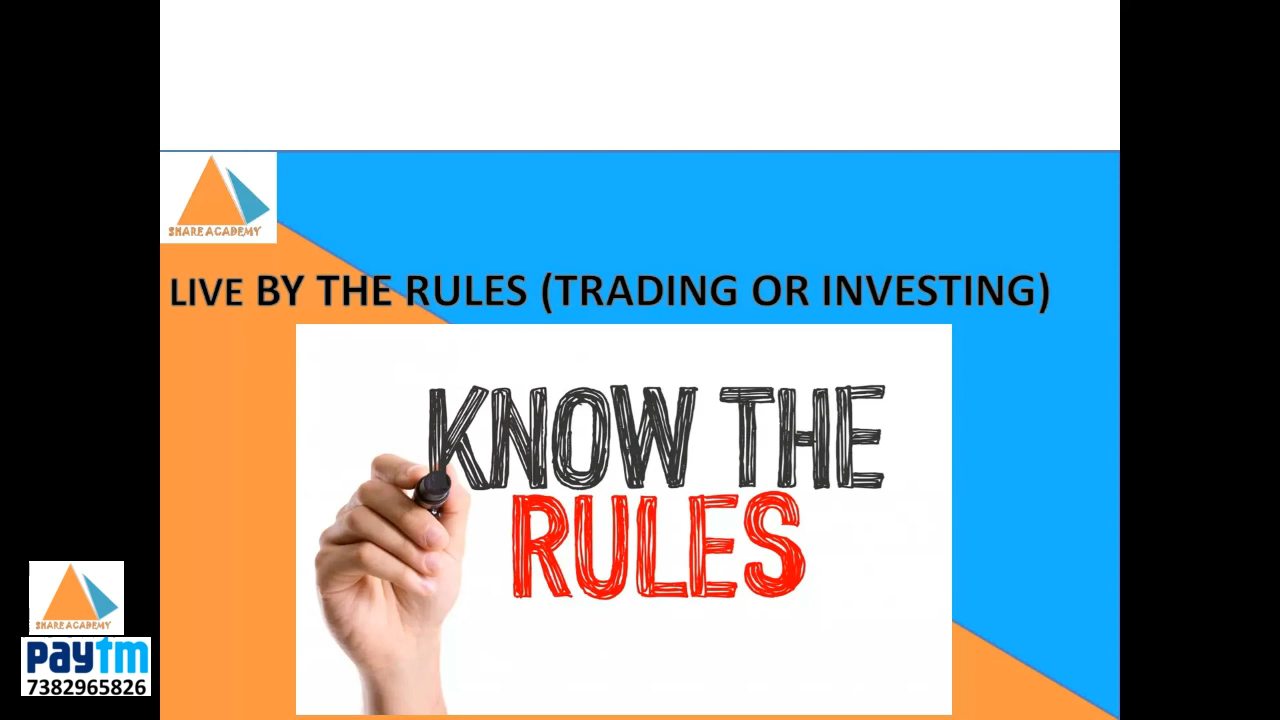 SHARE ACADEMY
LIVE BY THE RULES (TRADING OR INVESTING)
KNOW THE
RULES
SHARE ACADEMY
paytm
7382965826